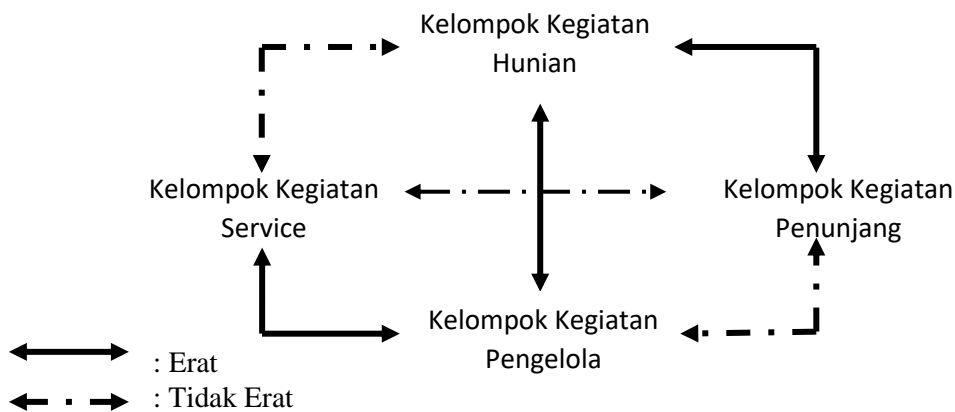 Kelompok Kegiatan
Hunian
Kelompok Kegiatan
Service
Kelompok Kegiatan
Penunjang
Kelompok Kegiatan
Pengelola
: Erat
: Tidak Erat